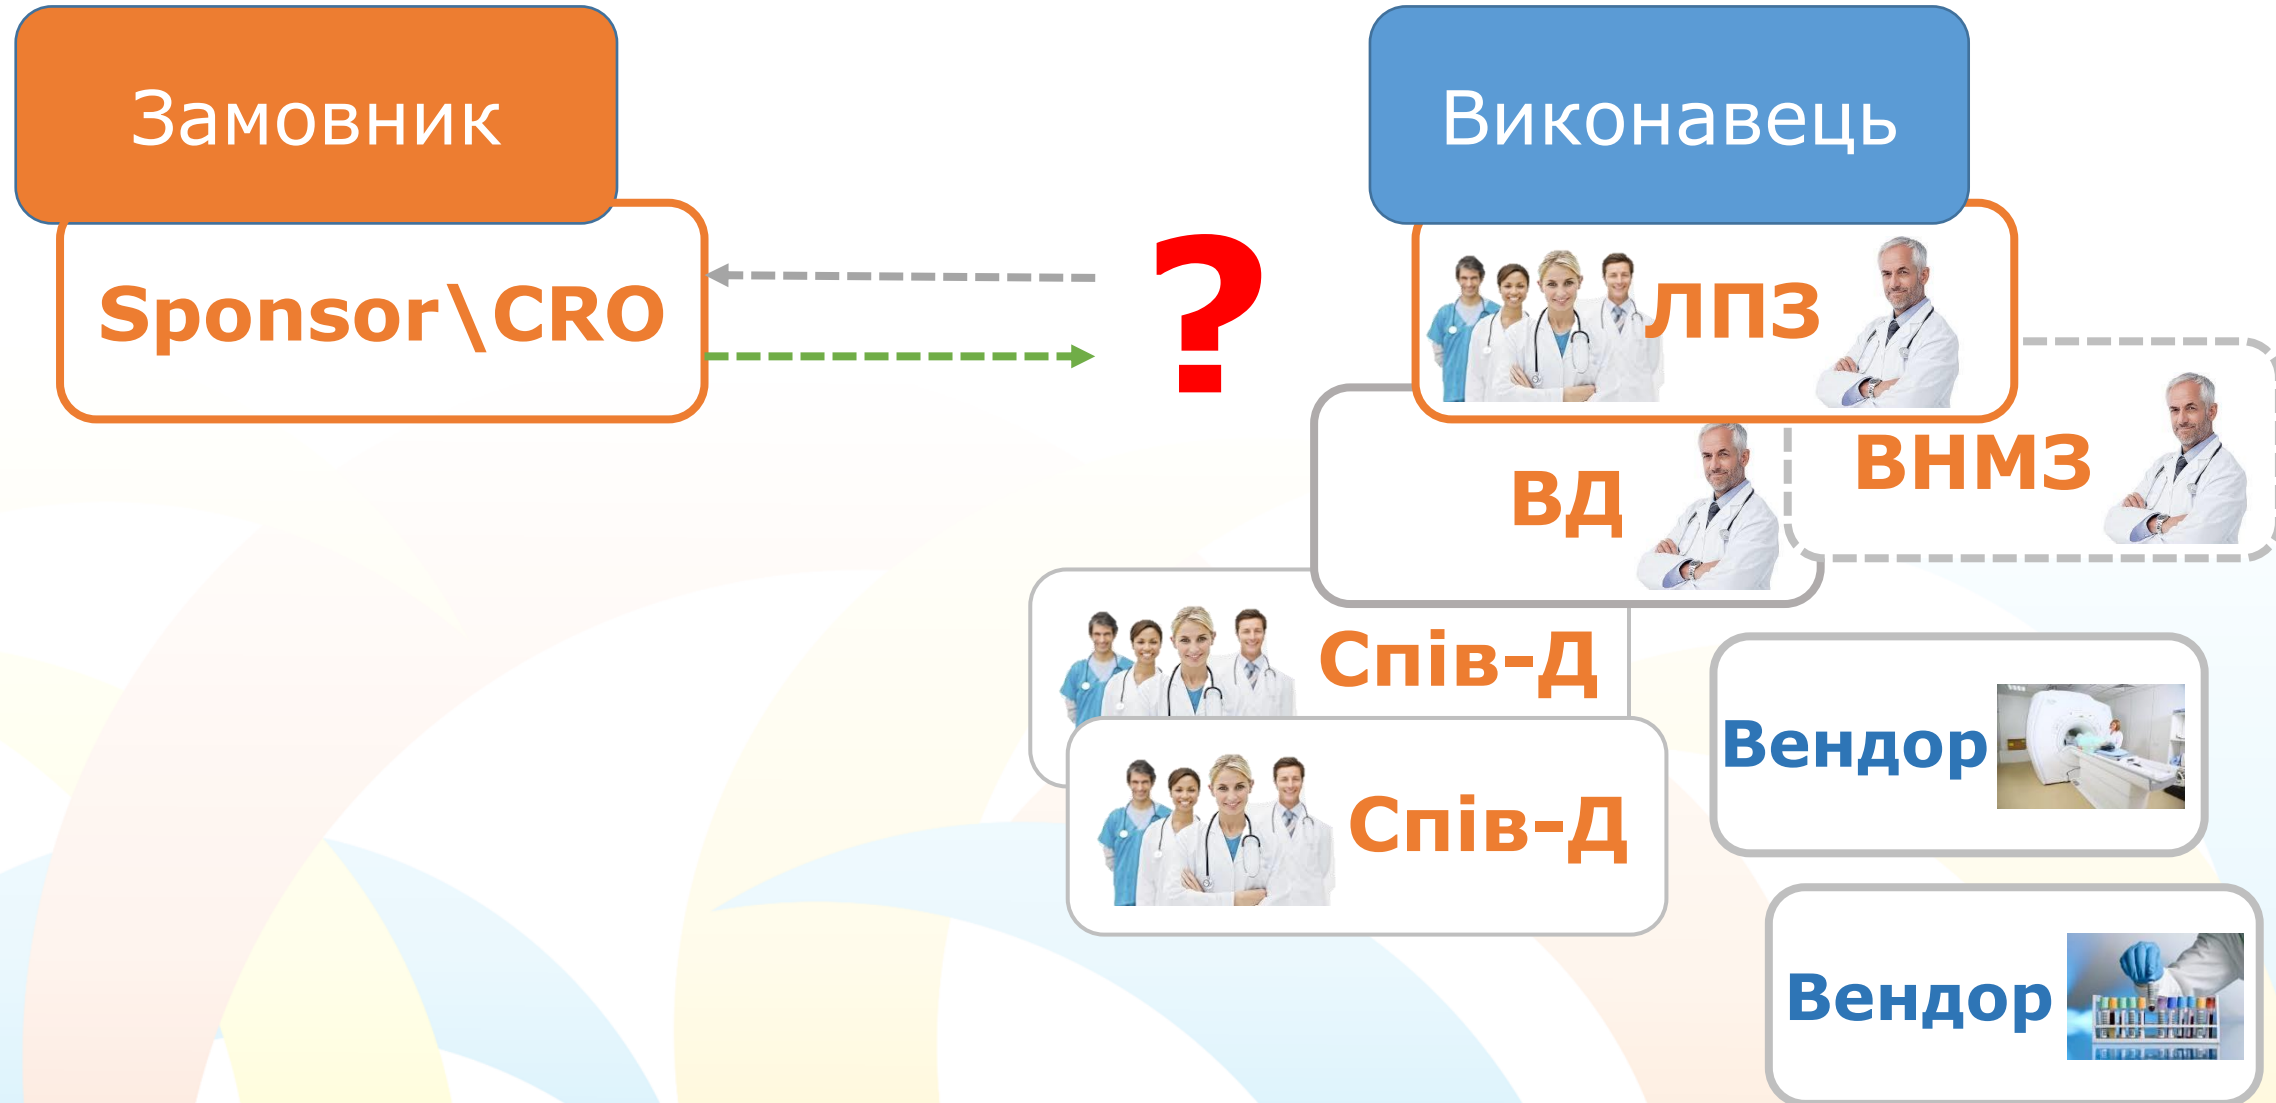 Замовник
Sponsor\CRO
?
Виконавець
ЛПЗ
ВНМЗ
ВД
Спів-Д
Спів-Д
Вендор
Вендор